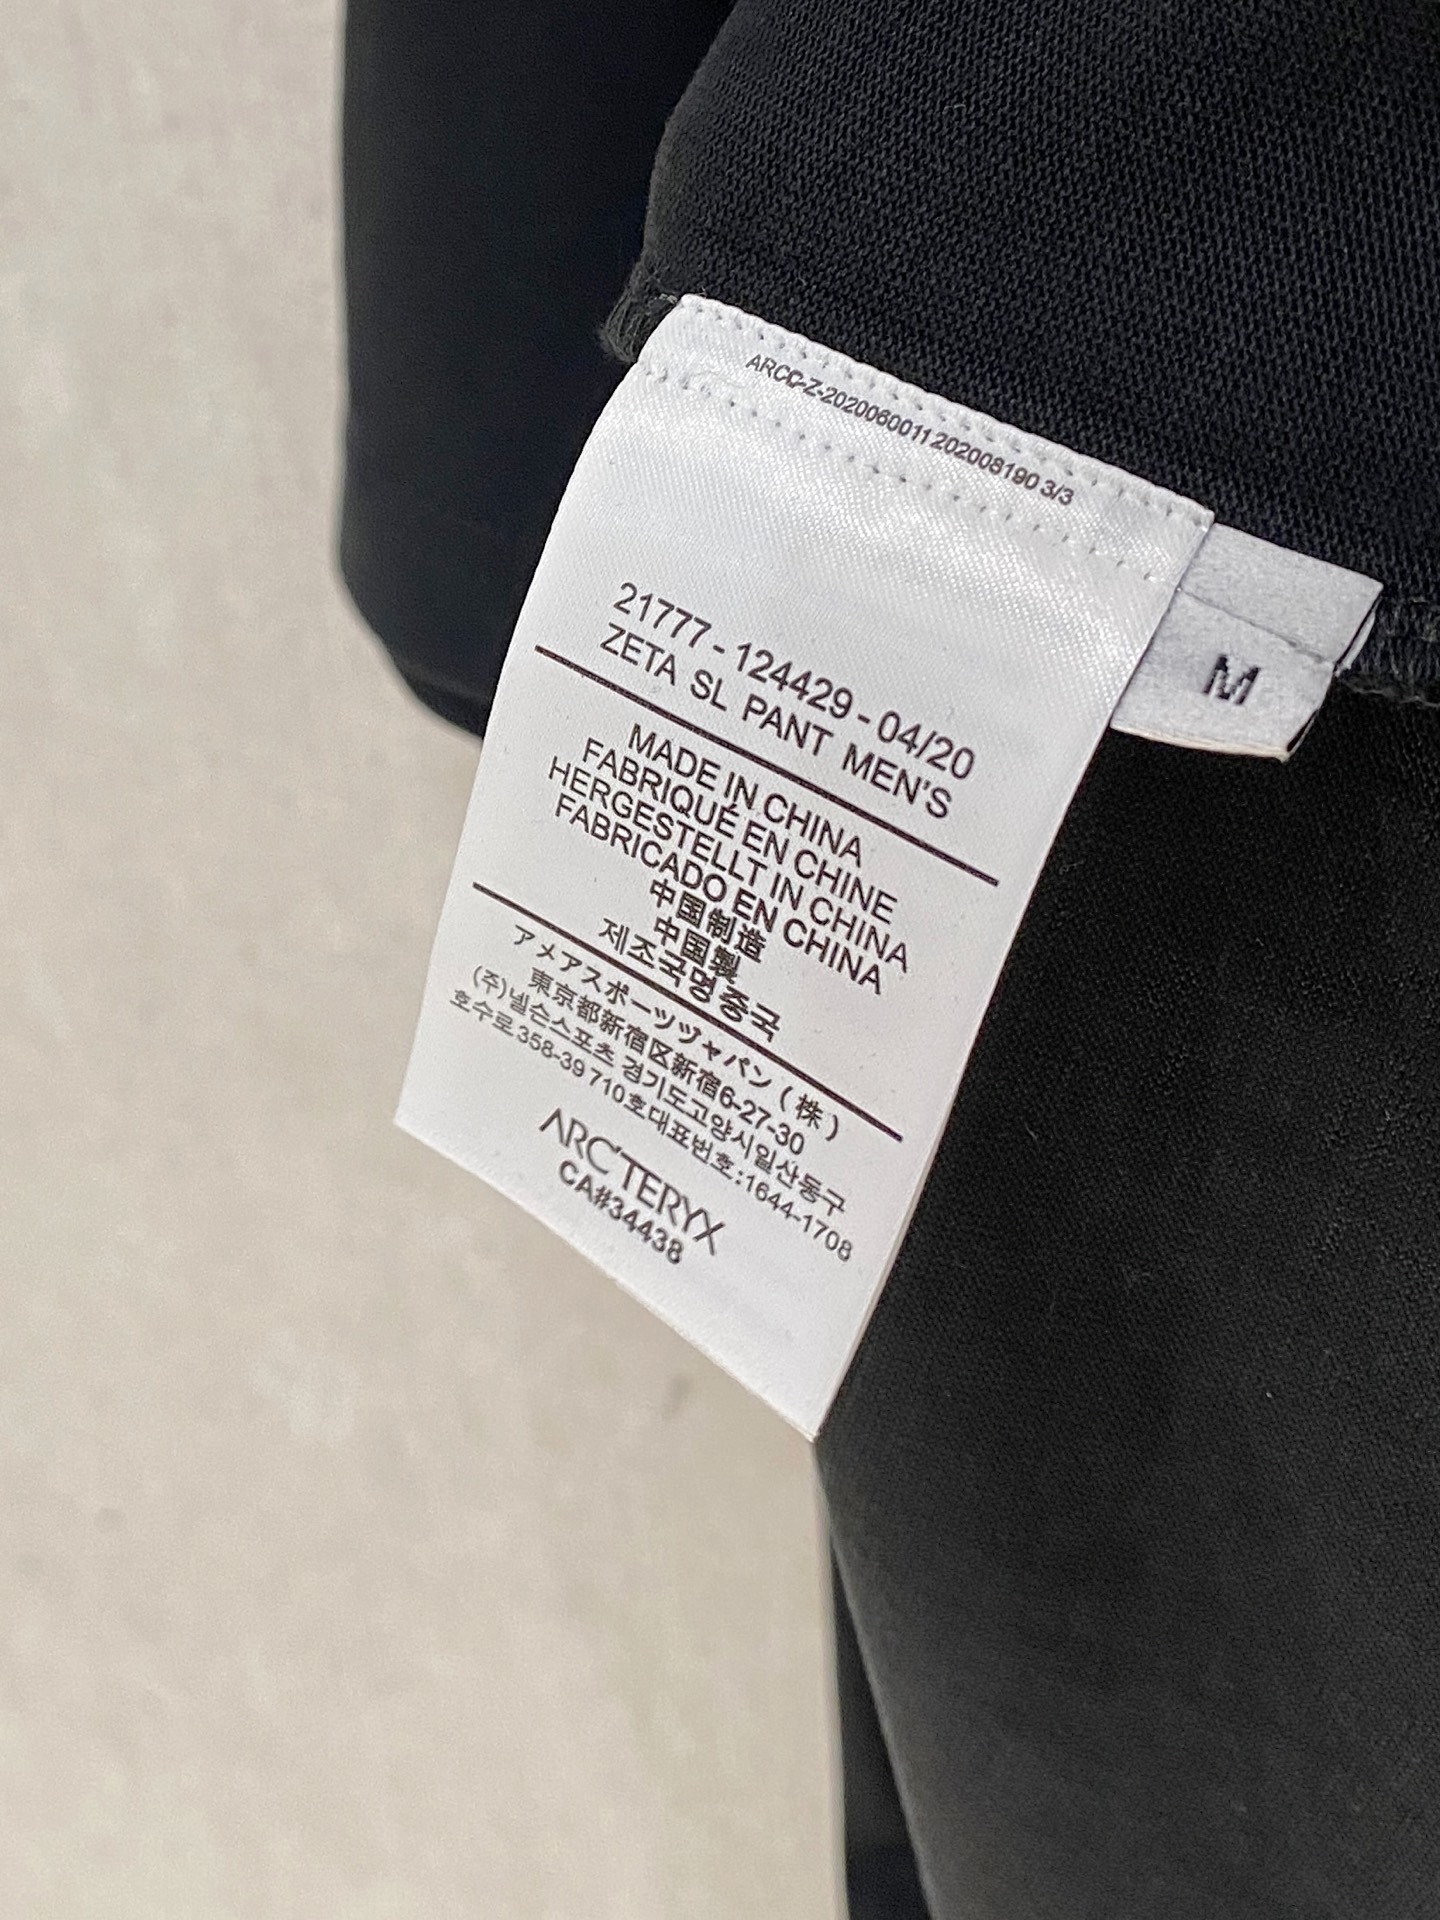 ARCC-Z-2020060011 202008190 3/3
M
21777 - 124429 - 04/20
ZETA SL PANT MEN'S
MADE IN CHINA
FABRIQUÉ EN CHINE
HERGESTELLT IN CHINA
FABRICADO EN CHINA
中国制造
中国製
제조국명중국
アメアスポーツヅャパン (株)
東京都新宿区新宿6-27-30
(주)넬슨스포츠 경기도고양시일산동구
호수로358-39 710호대표번호:1644-1708
ARC'TERYX
CA#34438